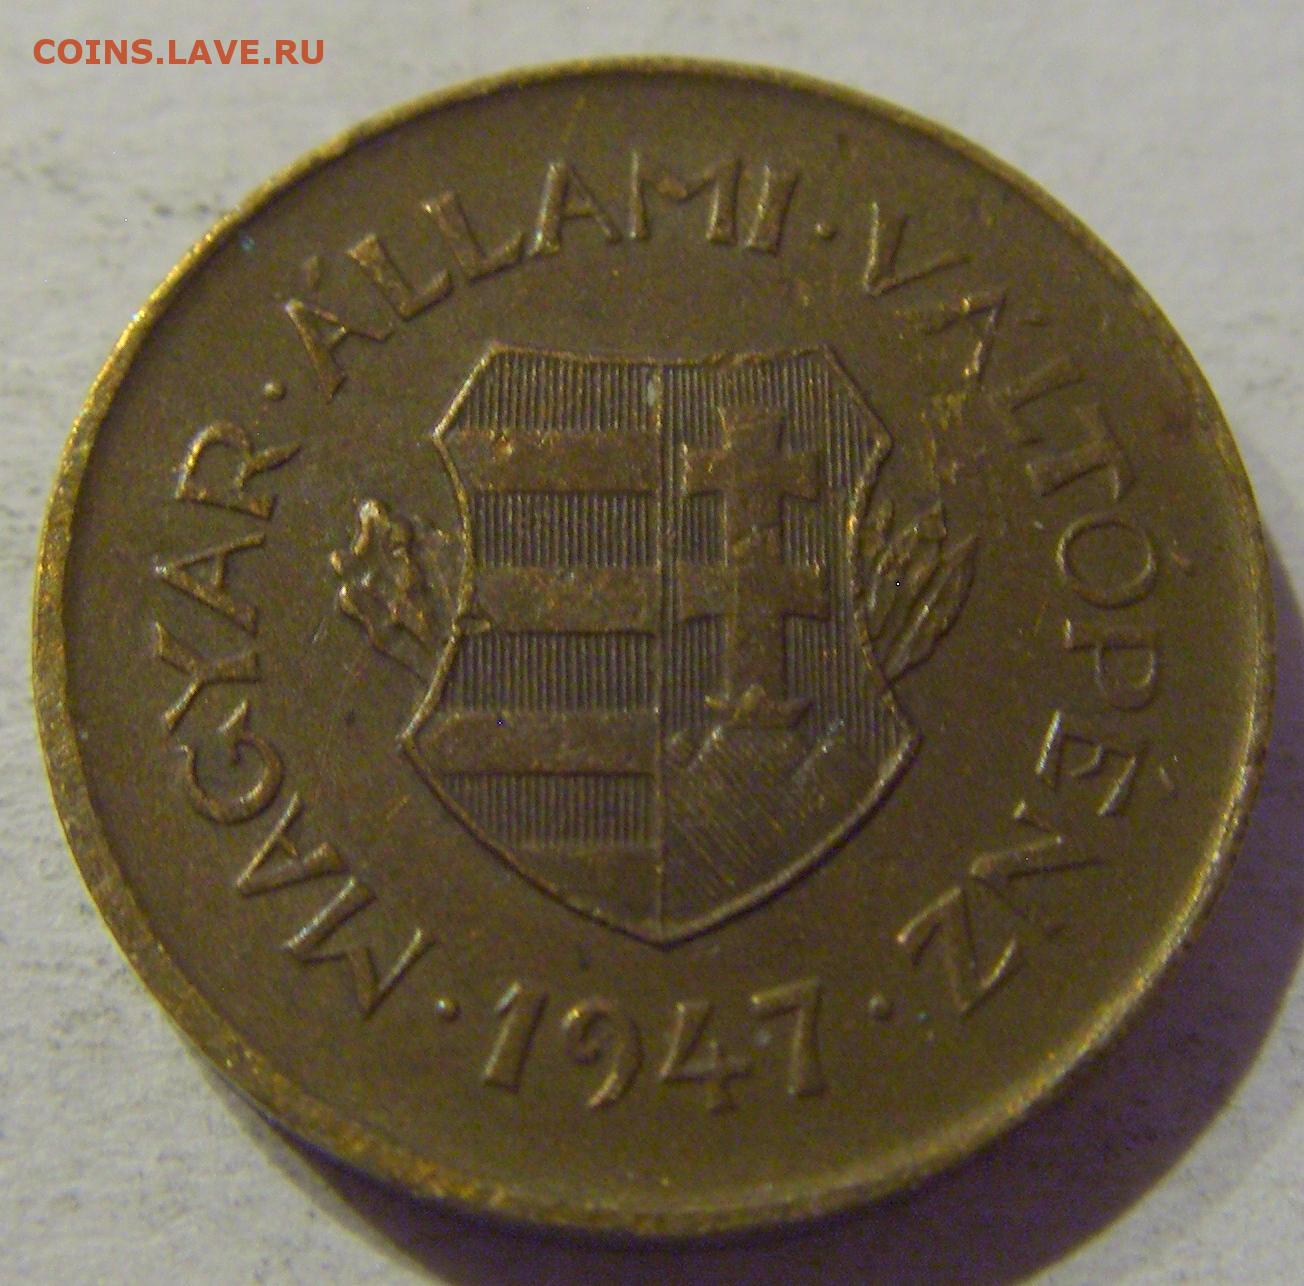 COINS.LAVE.RU
MAGYAR · ÁLLAMI · VÁLTÓPÉNZ
· 1947 ·